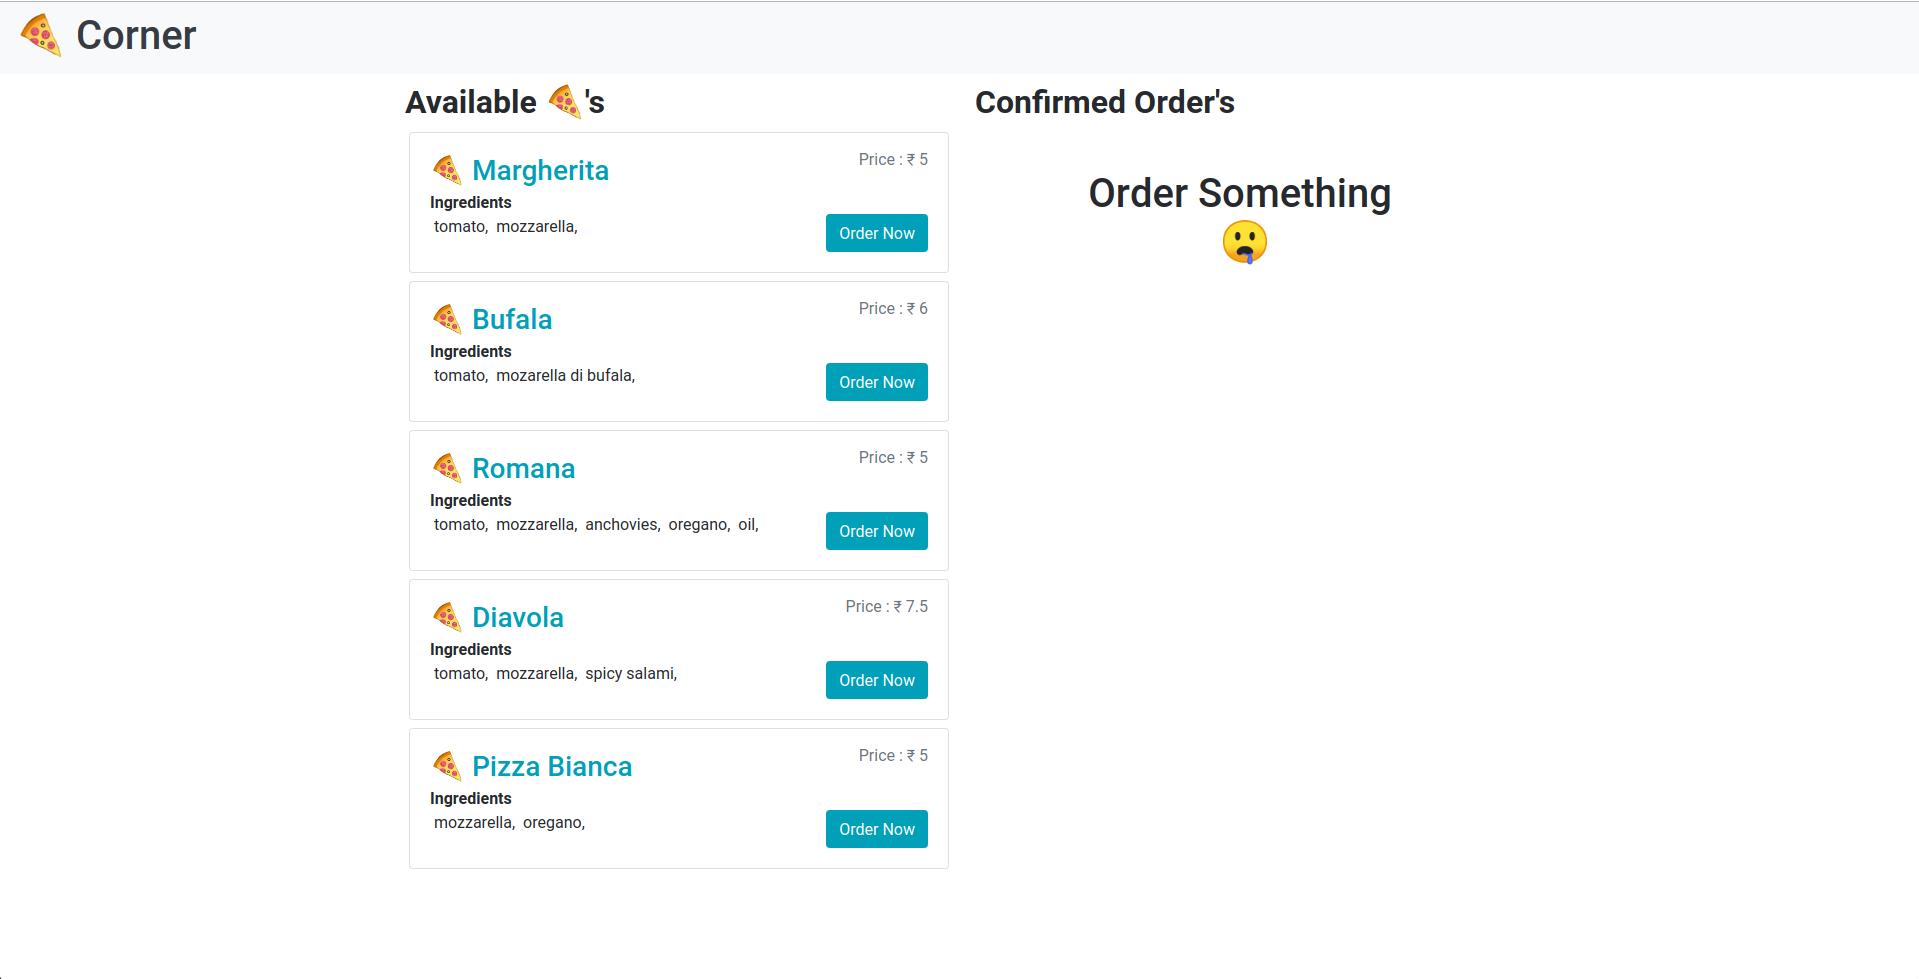 🍕 Corner
Available 🍕's
🍕 Margherita
Price : ₹ 5
Ingredients
tomato, mozzarella,
Order Now
🍕 Bufala
Price : ₹ 6
Ingredients
tomato, mozarella di bufala,
Order Now
🍕 Romana
Price : ₹ 5
Ingredients
tomato, mozzarella, anchovies, oregano, oil,
Order Now
🍕 Diavola
Price : ₹ 7.5
Ingredients
tomato, mozzarella, spicy salami,
Order Now
🍕 Pizza Bianca
Price : ₹ 5
Ingredients
mozzarella, oregano,
Order Now
Confirmed Order's
Order Something
🤤